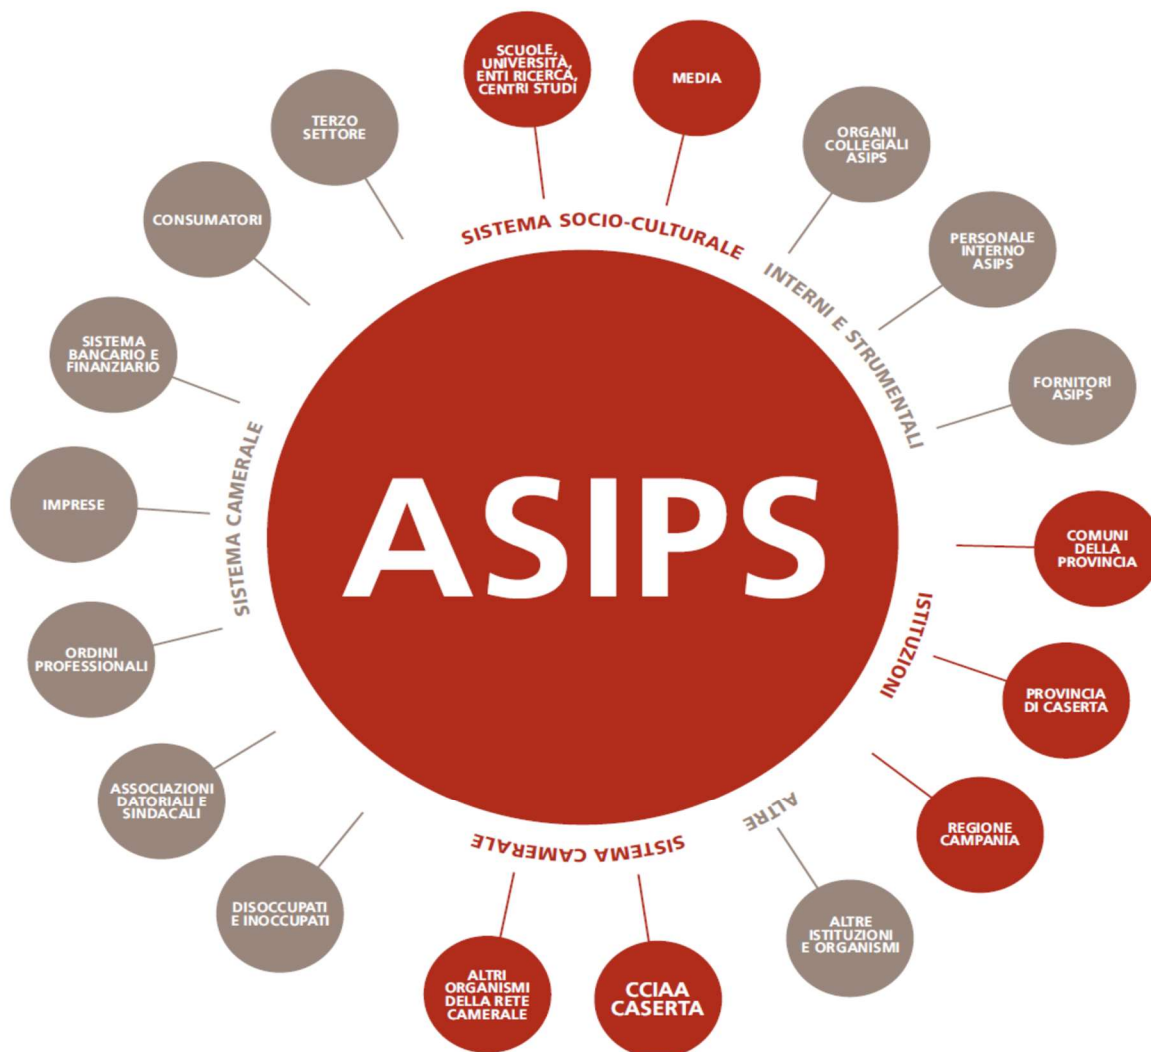 SCUOLE,
UNIVERSITÀ,
ENTI RICERCA,
CENTRI STUDI
MEDIA
ORGANI
COLLEGIALI
ASIPS
PERSONALE
INTERNO
ASIPS
FORNITORI
ASIPS
COMUNI
DELLA
PROVINCIA
PROVINCIA
DI CASERTA
REGIONE
CAMPANIA
ALTRE
ISTITUZIONI
E ORGANISMI
CCIAA
CASERTA
ALTRI
ORGANISMI
DELLA RETE
CAMERALE
DISOCCUPATI
E INOCCUPATI
ASSOCIAZIONI
DATORIALI E
SINDACALI
ORDINI
PROFESSIONALI
IMPRESE
SISTEMA
BANCARIO E
FINANZIARIO
CONSUMATORI
TERZO
SETTORE
SISTEMA SOCIO-CULTURALE
INTERNI E STRUMENTALI
ISTITUZIONI
ALTRE
SISTEMA CAMERALE
SISTEMA CAMERALE
ASIPS